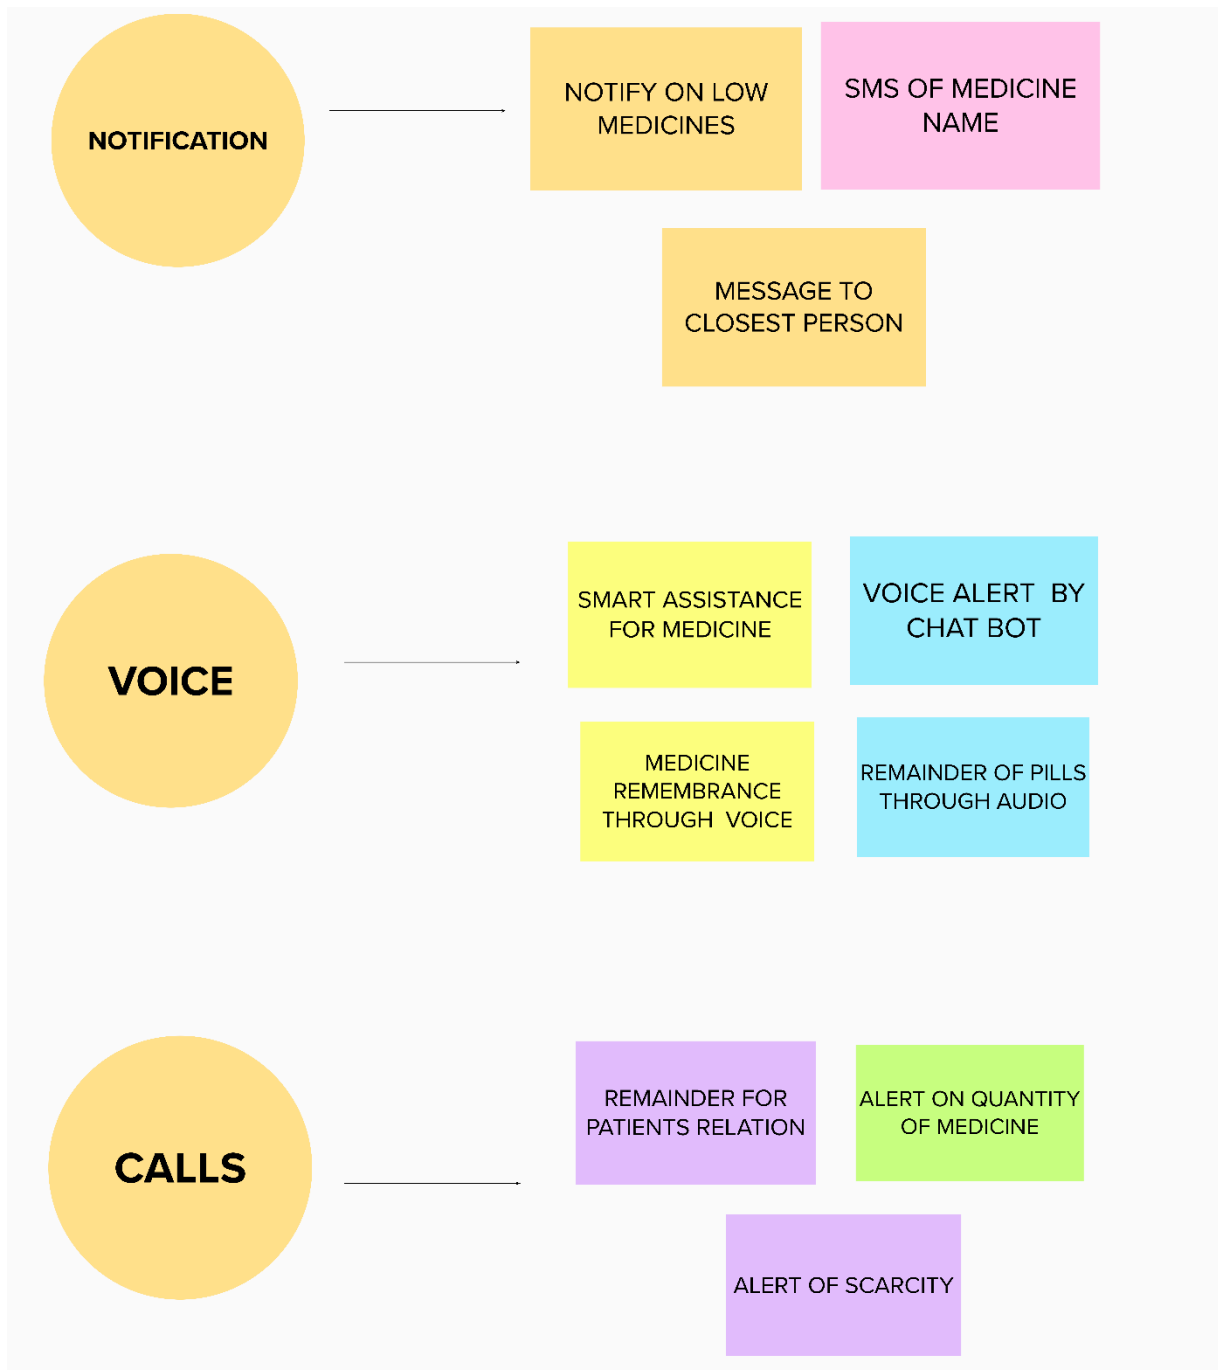 NOTIFICATION
NOTIFY ON LOW
MEDICINES
SMS OF MEDICINE
NAME
MESSAGE TO
CLOSEST PERSON
VOICE
SMART ASSISTANCE
FOR MEDICINE
VOICE ALERT  BY
CHAT BOT
MEDICINE
REMEMBRANCE
THROUGH  VOICE
REMAINDER OF PILLS
THROUGH AUDIO
CALLS
REMAINDER FOR
PATIENTS RELATION
ALERT ON QUANTITY
OF MEDICINE
ALERT OF SCARCITY